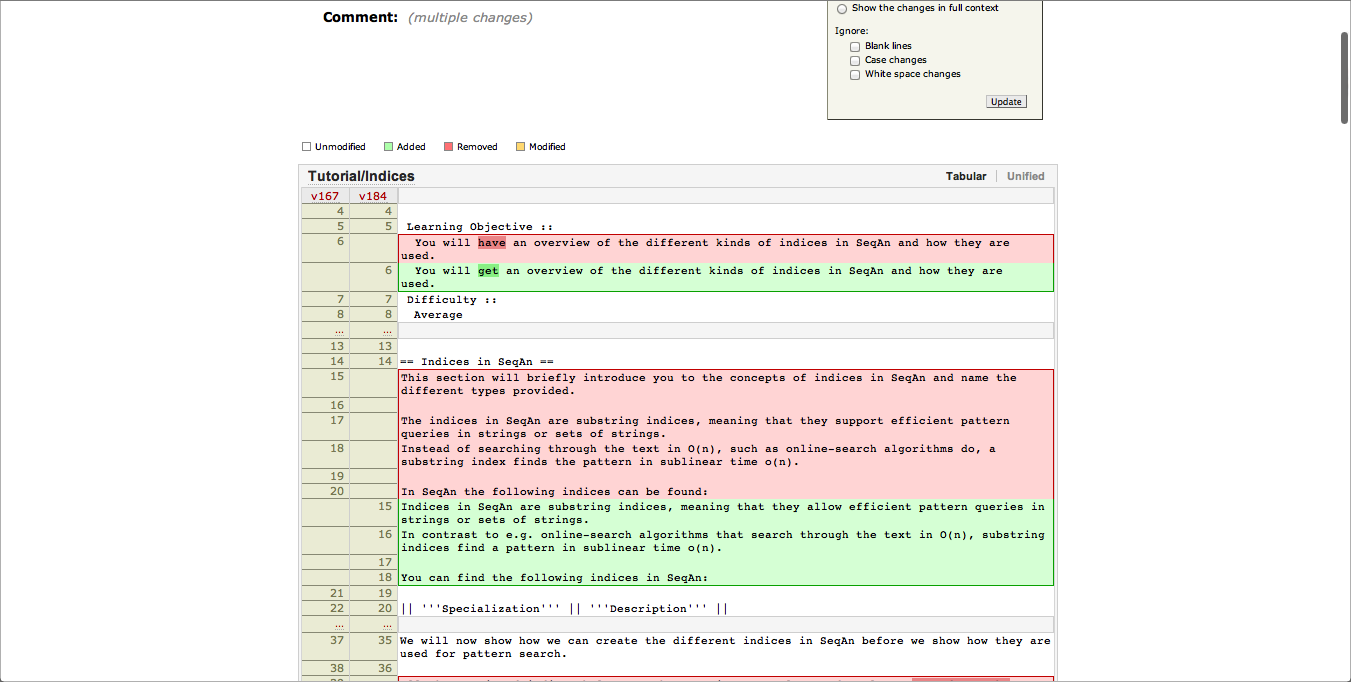 Comment: (multiple changes)
Show the changes in full context
Ignore:
Blank lines
Case changes
White space changes
Update
Unmodified Added Removed Modified
Tutorial/Indices Tabular Unified
v167 v184
4 4
5 5 Learning Objective ::
6 You will have an overview of the different kinds of indices in SeqAn and how they are
used.
6 You will get an overview of the different kinds of indices in SeqAn and how they are
used.
7 7 Difficulty ::
8 8 Average
... ...
13 13
14 14 == Indices in SeqAn ==
15 This section will briefly introduce you to the concepts of indices in SeqAn and name the
different types provided.
16
17 The indices in SeqAn are substring indices, meaning that they support efficient pattern
queries in strings or sets of strings.
18 Instead of searching through the text in O(n), such as online-search algorithms do, a
substring index finds the pattern in sublinear time o(n).
19
20 In SeqAn the following indices can be found:
15 Indices in SeqAn are substring indices, meaning that they allow efficient pattern queries in
strings or sets of strings.
16 In contrast to e.g. online-search algorithms that search through the text in O(n), substring
indices find a pattern in sublinear time o(n).
17
18 You can find the following indices in SeqAn:
21 19
22 20 || '''Specialization''' || '''Description''' ||
... ...
37 35 We will now show how we can create the different indices in SeqAn before we show how they are
used for pattern search.
38 36